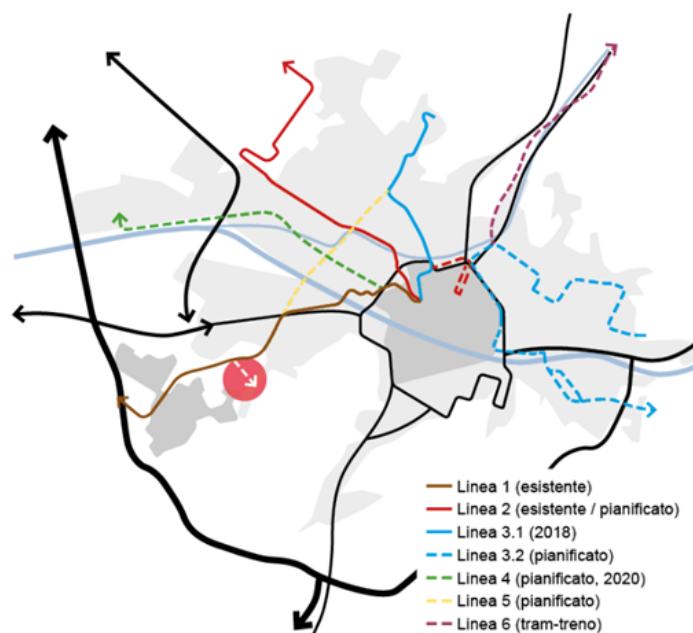 Linea 1 (esistente)
Linea 2 (esistente / pianificato)
Linea 3.1 (2018)
Linea 3.2 (pianificato)
Linea 4 (pianificato, 2020)
Linea 5 (pianificato)
Linea 6 (tram-treno)